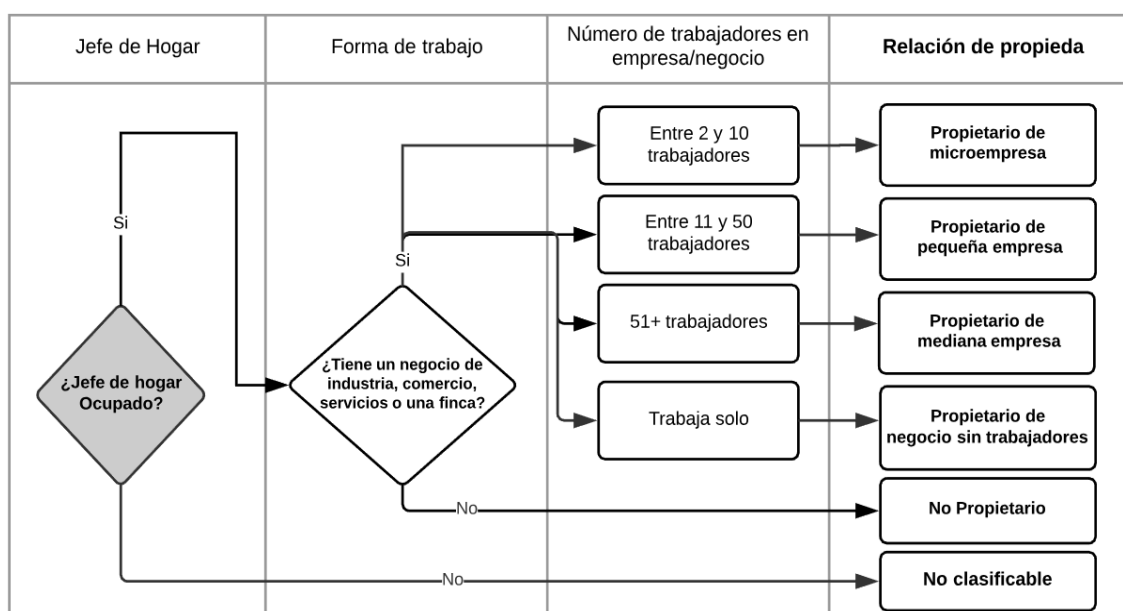 Jefe de Hogar
Forma de trabajo
Número de trabajadores en
empresa/negocio
Relación de propieda
Entre 2 y 10
trabajadores
Propietario de
microempresa
Si
Entre 11 y 50
trabajadores
Propietario de
pequeña empresa
Si
51+ trabajadores
Propietario de
mediana empresa
¿Jefe de hogar
Ocupado?
¿Tiene un negocio de
industria, comercio,
servicios o una finca?
Trabaja solo
Propietario de
negocio sin trabajadores
No
No Propietario
No
No clasificable